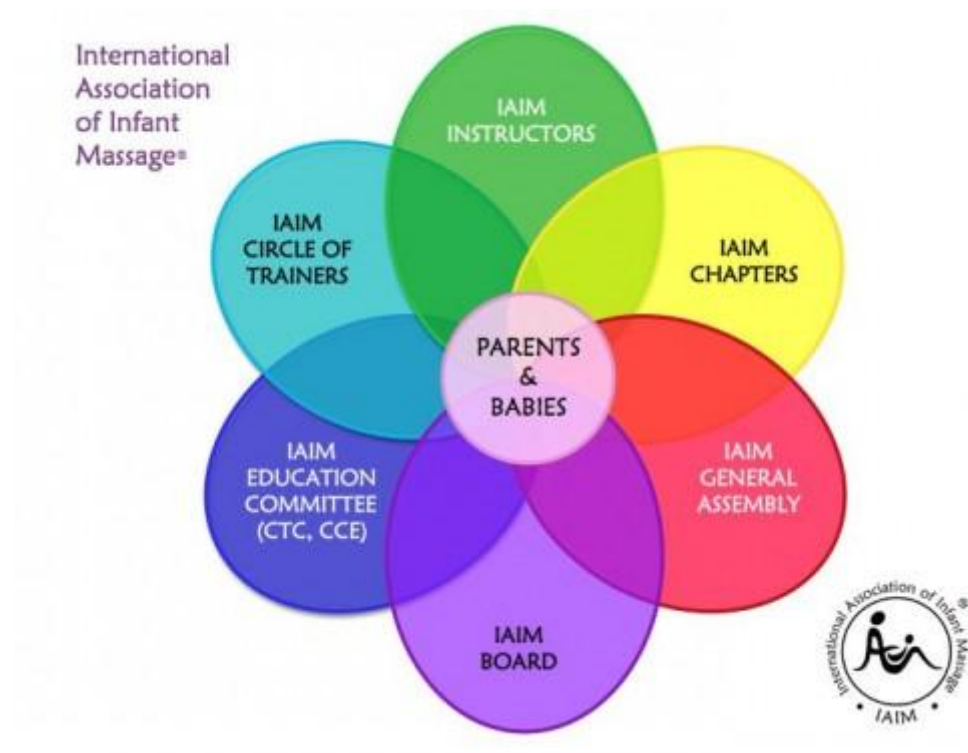 International
Association
of Infant
Massage®
IAIM
INSTRUCTORS
IAIM
CIRCLE OF
TRAINERS
IAIM
CHAPTERS
PARENTS
&
BABIES
IAIM
EDUCATION
COMMITTEE
(CTC, CCE)
IAIM
GENERAL
ASSEMBLY
IAIM
BOARD
International Association of Infant Massage ®
• IAIM •